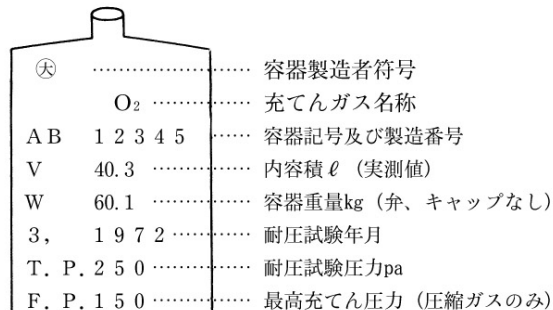 ㊛ 容器製造者符号
O₂ 充てんガス名称
AB 12345 容器記号及び製造番号
V 40.3 内容積ℓ(実測値)
W 60.1 容器重量kg(弁、キャップなし)
3, 1972 耐圧試験年月
T.P.250 耐圧試験圧力pa
F.P.150 最高充てん圧力(圧縮ガスのみ)